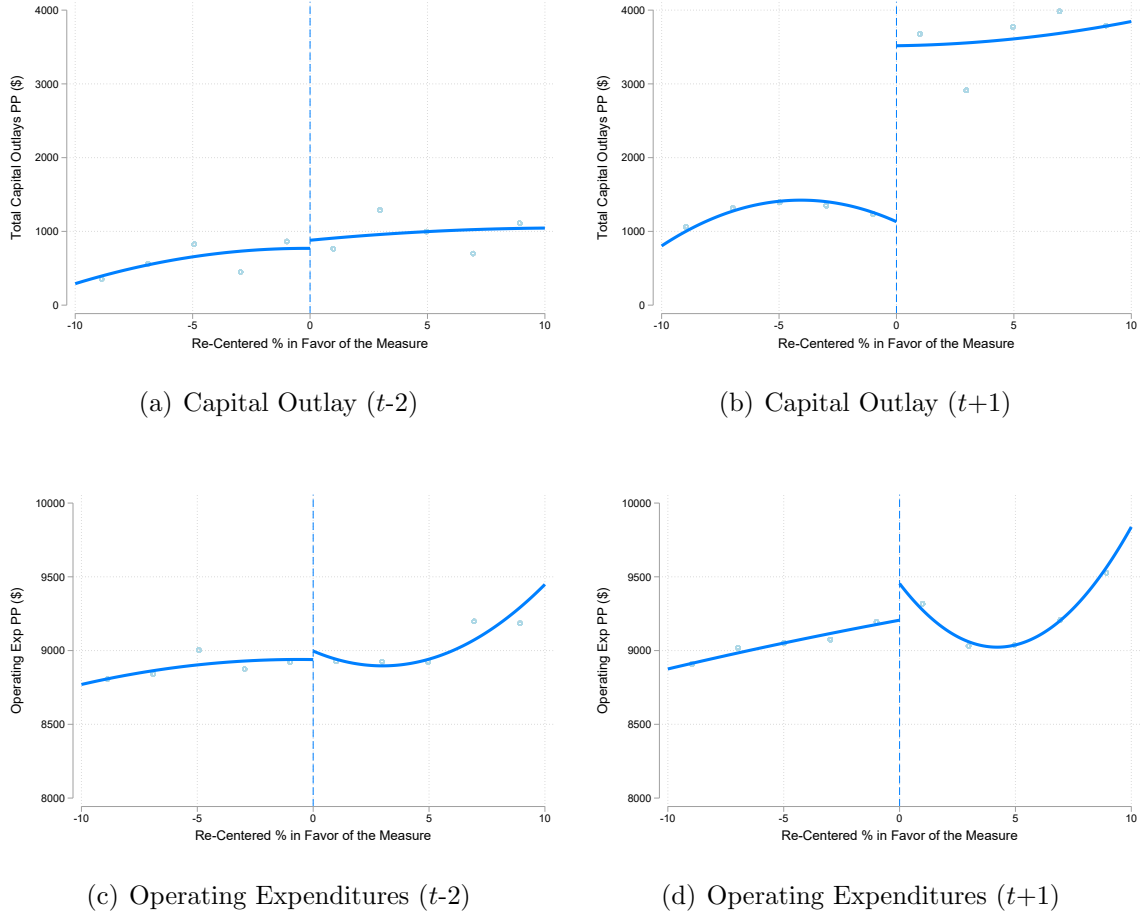 Total Capital Outlays PP ($)
4000
3000
2000
1000
0
-10 -5 0 5 10
Re-Centered % in Favor of the Measure
(a) Capital Outlay (t-2)
Total Capital Outlays PP ($)
4000
3000
2000
1000
0
-10 -5 0 5 10
Re-Centered % in Favor of the Measure
(b) Capital Outlay (t+1)
Operating Exp PP ($)
10000
9500
9000
8500
8000
-10 -5 0 5 10
Re-Centered % in Favor of the Measure
(c) Operating Expenditures (t-2)
Operating Exp PP ($)
10000
9500
9000
8500
8000
-10 -5 0 5 10
Re-Centered % in Favor of the Measure
(d) Operating Expenditures (t+1)